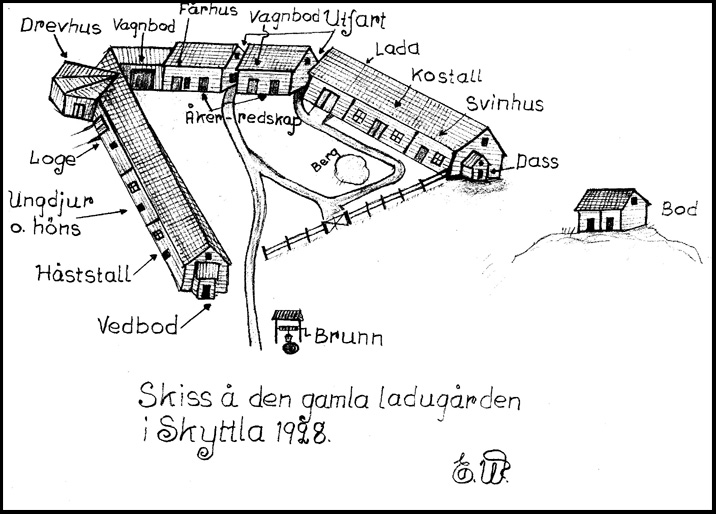 Drevhus
Vagnbod
Fårhus
Vagnbod
Utfart
Lada
Kostall
Svinhus
Åker-redskap
Berg
Dass
Loge
Ungdjur
o. höns
Häststall
Vedbod
Bod
Brunn
Skiss å den gamla ladugården
i Skyttla 1928.
E.W.